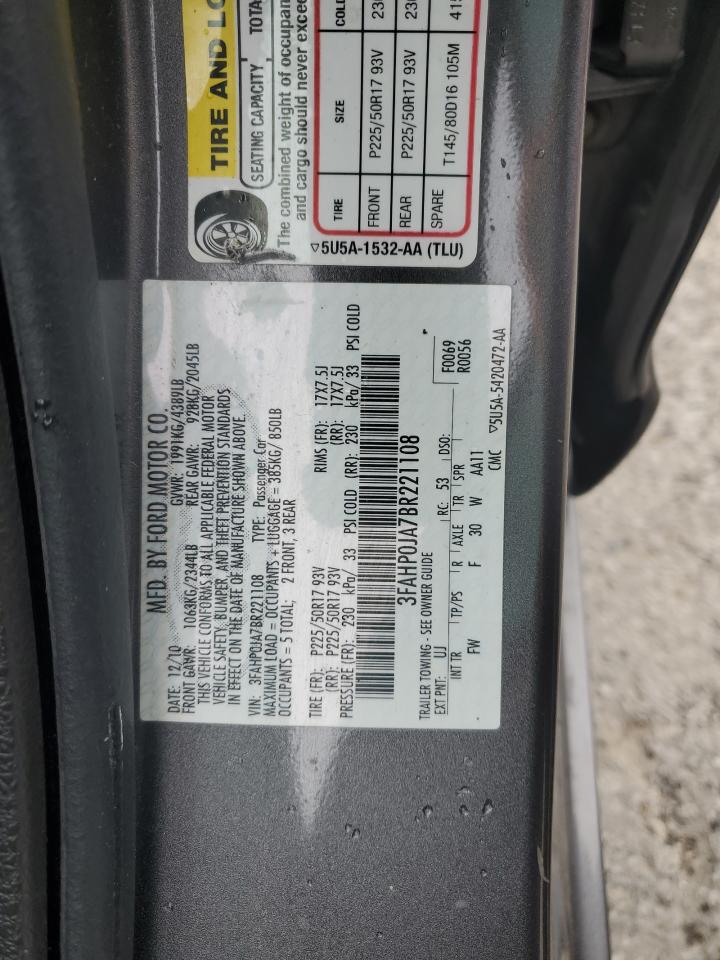 MFD. BY FORD MOTOR CO.
DATE: 12/10 GVWR: 1991KG/4389LB
FRONT GAWR: 1063KG/2344LB REAR GAWR: 928KG/2045LB
THIS VEHICLE CONFORMS TO ALL APPLICABLE FEDERAL MOTOR
VEHICLE SAFETY, BUMPER, AND THEFT PREVENTION STANDARDS
IN EFFECT ON THE DATE OF MANUFACTURE SHOWN ABOVE.
VIN: 3FAHP0JA7BR221108 TYPE: Passenger Car
MAXIMUM LOAD = OCCUPANTS + LUGGAGE = 385KG/ 850LB
OCCUPANTS = 5 TOTAL; 2 FRONT, 3 REAR
TIRE (FR): P225/50R17 93V RIMS (FR): 17X7.5J
(RR): P225/50R17 93V (RR): 17X7.5J
PRESSURE (FR): 230 kPa/ 33 PSI COLD (RR): 230 kPa/ 33 PSI COLD
3FAHP0JA7BR221108
TRAILER TOWING - SEE OWNER GUIDE F0069
EXT PNT: UJ RC: 53 DSO: R0056
INT TR TP/PS R AXLE TR SPR
FW F 30 W AA11
CMC ▽5U5A-5420472-AA
TIRE AND LO
SEATING CAPACITY TOTA
The combined weight of occupan
and cargo should never excee
TIRE SIZE COLD
FRONT P225/50R17 93V 230
REAR P225/50R17 93V 230
SPARE T145/80D16 105M 415
▽5U5A-1532-AA (TLU)